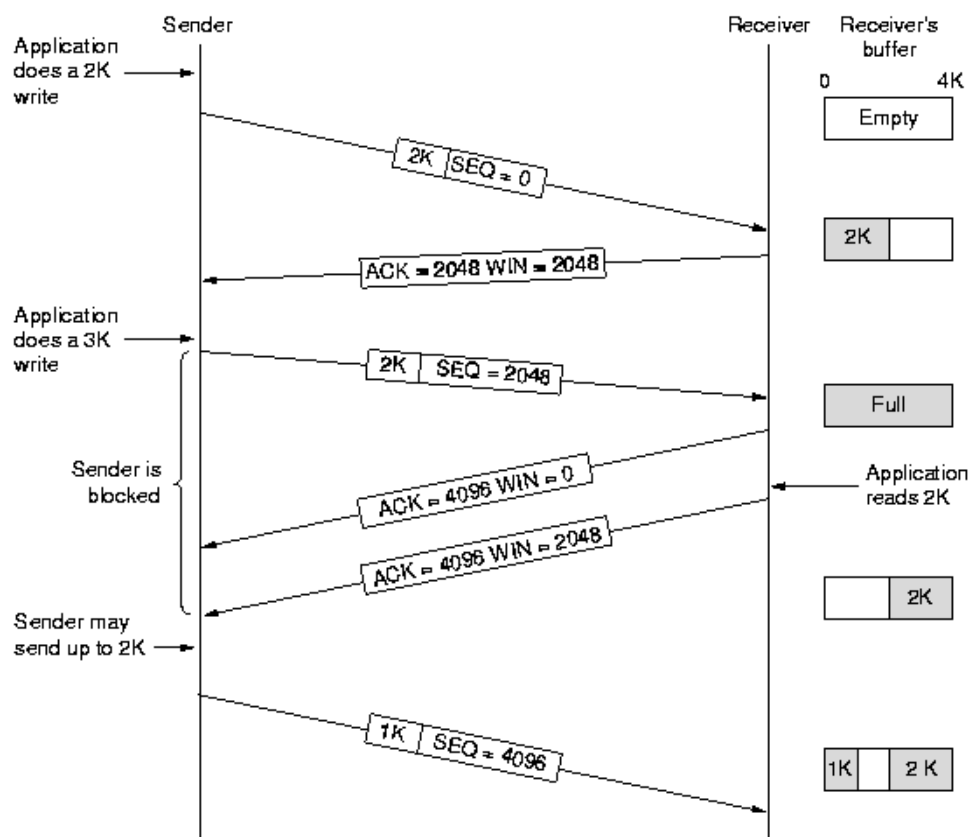 Sender
Receiver
Receiver's
buffer
Application
does a 2K
write
0
4K
Empty
2K
SEQ = 0
2K
ACK = 2048 WIN = 2048
Application
does a 3K
write
2K
SEQ = 2048
Full
Sender is
blocked
ACK = 4096 WIN = 0
Application
reads 2K
ACK = 4096 WIN = 2048
2K
Sender may
send up to 2K
1K
SEQ = 4096
1K
2 K